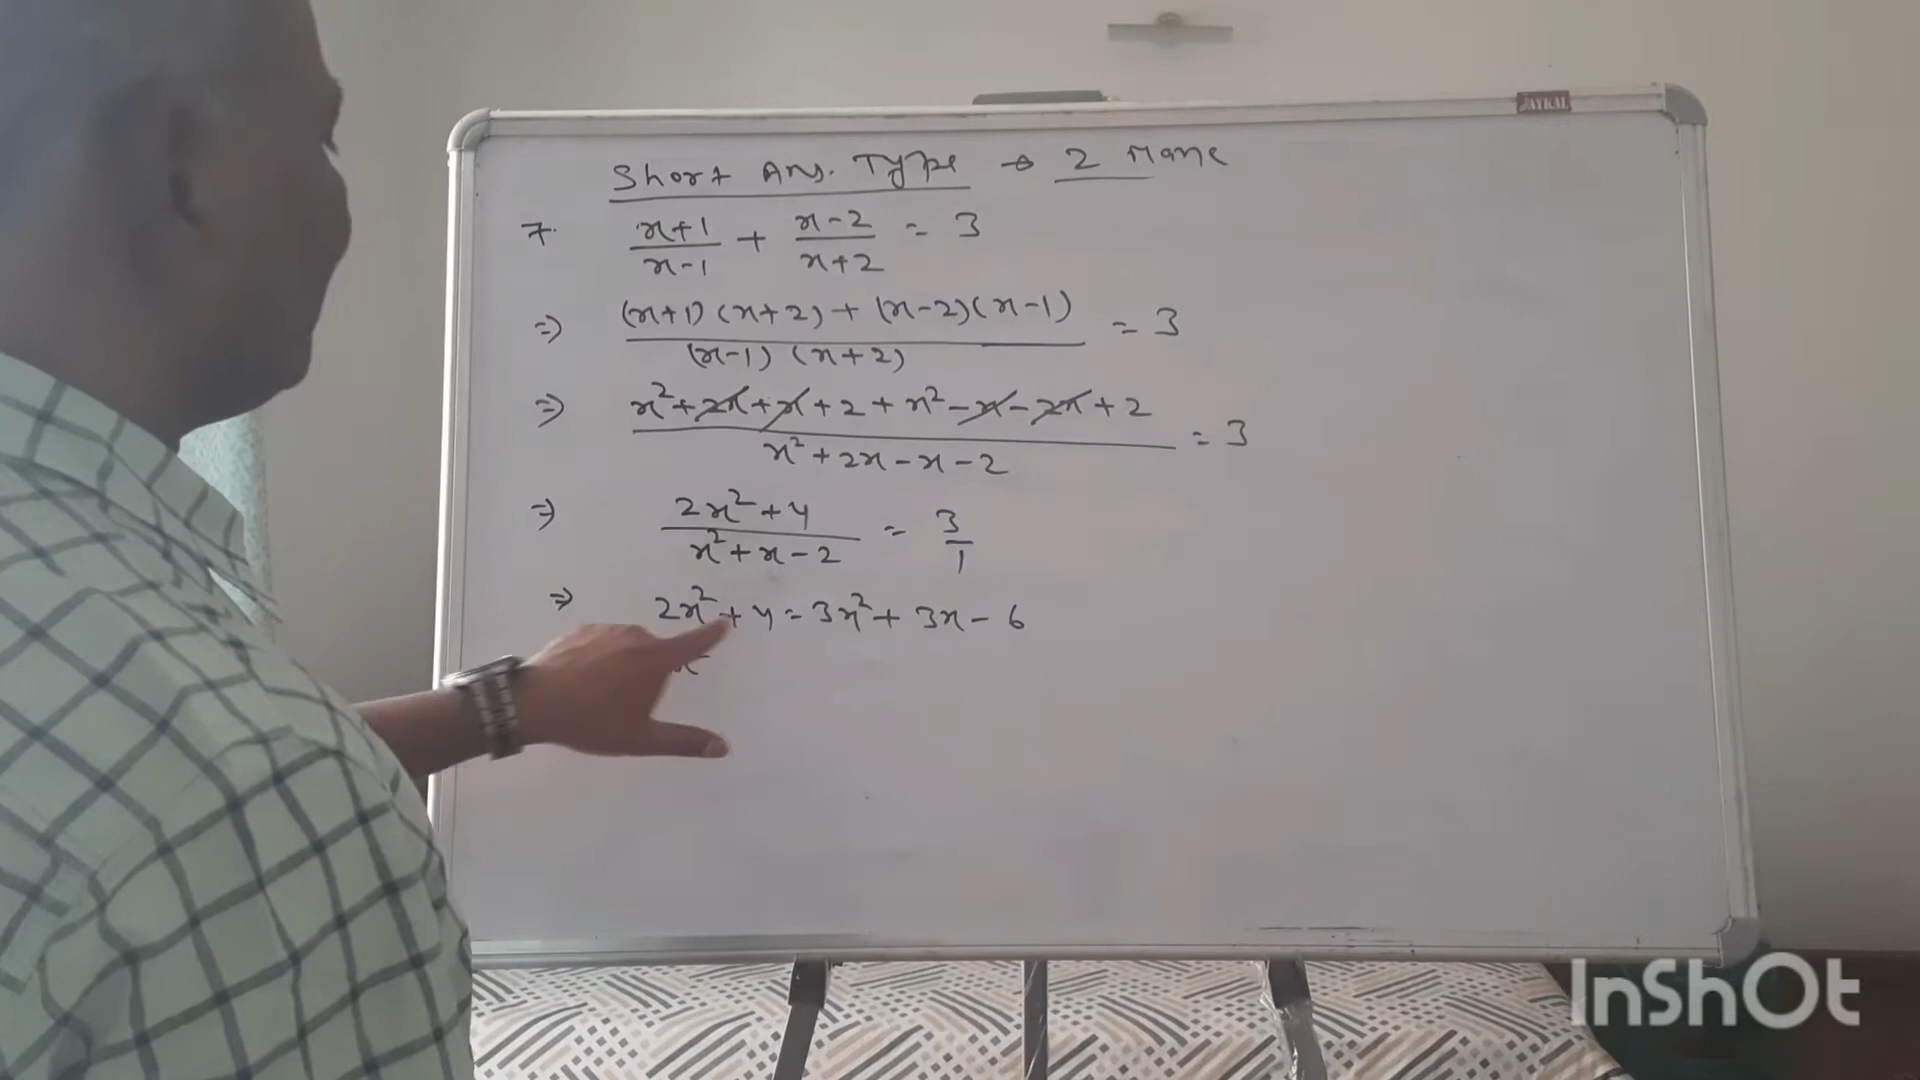 JAYKAL
Short Ans. Type → 2
7. (x+1)/(x-1) + (x-2)/(x+2) = 3
⇒ ((x+1)(x+2)+(x-2)(x-1))/((x-1)(x+2)) = 3
⇒ (x²+2x+x+2+x²-x-2x+2)/(x²+2x-x-2) = 3
⇒ (2x²+4)/(x²+x-2) = 3/1
⇒ 2x²+4=3x²+3x-6
InShOt